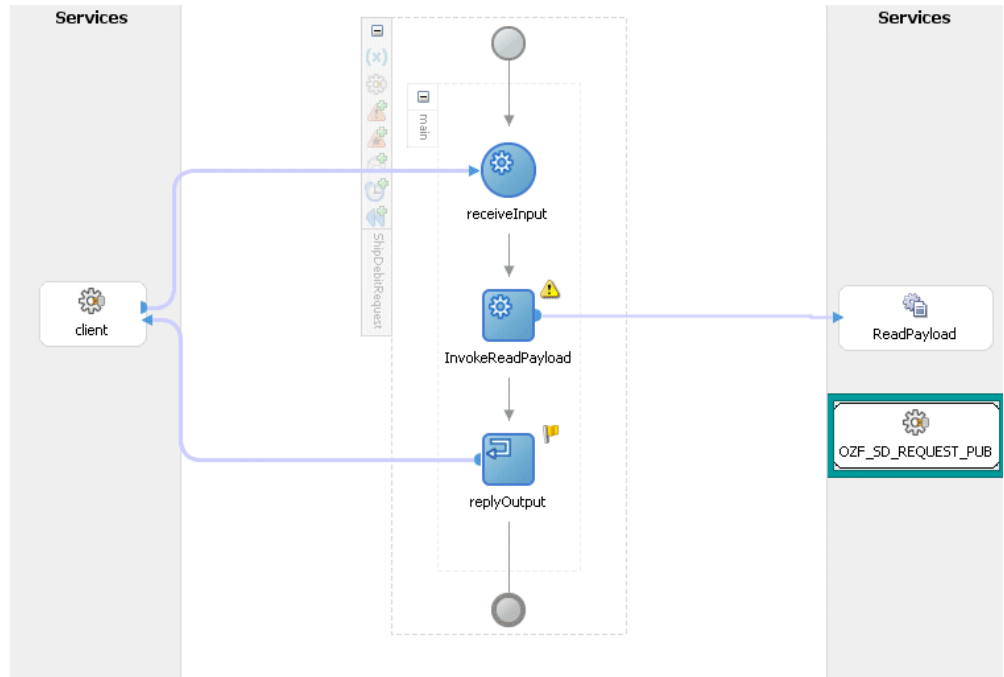 Services
Services
(x)
main
receiveInput
ShipDebitRequest
client
InvokeReadPayload
ReadPayload
OZF_SD_REQUEST_PUB
replyOutput